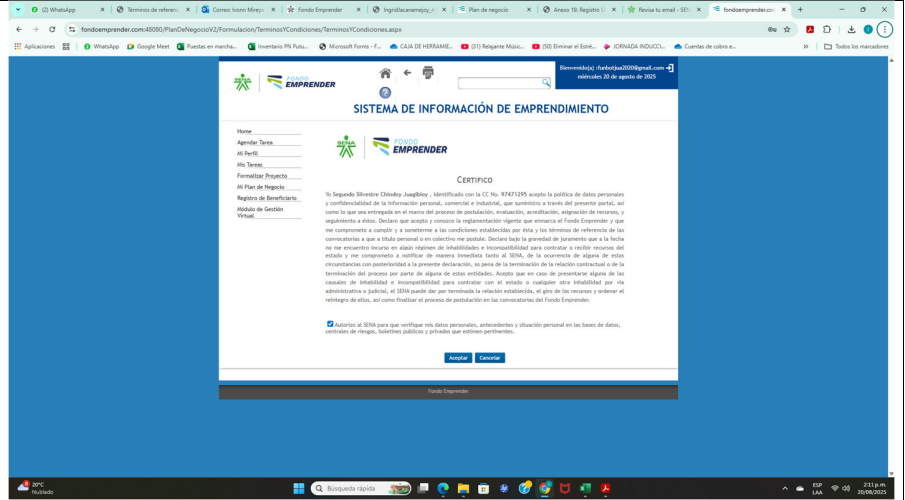 (2) WhatsApp
Términos de referen
Correo: Ivonn Mireya
Fondo Emprender
Ingridlacanamejoy_
Plan de negocio
Anexo 19. Registro
Revisa tu email – SEN
fondoemprender.com
fondoemprender.com:48080/PlanDeNegocioV2/Formulacion/TerminosYCondiciones/TerminosYCondiciones.aspx
Aplicaciones
WhatsApp
Google Meet
Puestas en marcha...
Inventario PN Putu...
Microsoft Forms - F...
CAJA DE HERRAMIE...
(31) Relajante Músic...
(50) Eliminar el Estré...
JORNADA INDUCCI...
Cuentas de cobro e...
Todos los marcadores
SENA
FONDO
EMPRENDER
Bienvenido(a) :funbotjua2020@gmail.com
miércoles 20 de agosto de 2025
SISTEMA DE INFORMACIÓN DE EMPRENDIMIENTO
Home
Agendar Tarea
Mi Perfil
Mis Tareas
Formalizar Proyecto
Mi Plan de Negocio
Registro de Beneficiario
Módulo de Gestión
Virtual
SENA
FONDO
EMPRENDER
CERTIFICO
Yo Segundo Silvestre Chindoy Juagibioy , identificado con la CC No. 97471295 acepto la política de datos personales
y confidencialidad de la información personal, comercial e industrial, que suministro a través del presente portal, así
como lo que sea entregada en el marco del proceso de postulación, evaluación, acreditación, asignación de recursos, y
seguimiento a éstos. Declaro que acepto y conozco la reglamentación vigente que enmarca el Fondo Emprender y que
me comprometo a cumplir y a someterme a las condiciones establecidas por ésta y los términos de referencia de las
convocatorias a que a título personal o en colectivo me postule. Declaro bajo la gravedad de juramento que a la fecha
no me encuentro incurso en algún régimen de inhabilidades e incompatibilidad para contratar o recibir recursos del
estado y me comprometo a notificar de manera inmediata tanto al SENA, de la ocurrencia de alguna de estas
circunstancias con posterioridad a la presente declaración, so pena de la terminación de la relación contractual o de la
terminación del proceso por parte de alguna de estas entidades. Acepto que en caso de presentarse alguna de las
causales de inhabilidad e incompatibilidad para contratar con el estado o cualquier otra inhabilidad por vía
administrativa o judicial, el SENA puede dar por terminada la relación establecida, el giro de los recursos y ordenar el
reintegro de ellos, así como finalizar el proceso de postulación en las convocatorias del Fondo Emprender.
Autorizo al SENA para que verifique mis datos personales, antecedentes y situación personal en las bases de datos,
centrales de riesgos, boletines públicos y privados que estimen pertinentes.
Aceptar
Cancelar
Fondo Emprender
20°C
Nublado
Búsqueda rápida
ESP
LAA
2:11 p.m.
20/08/2025